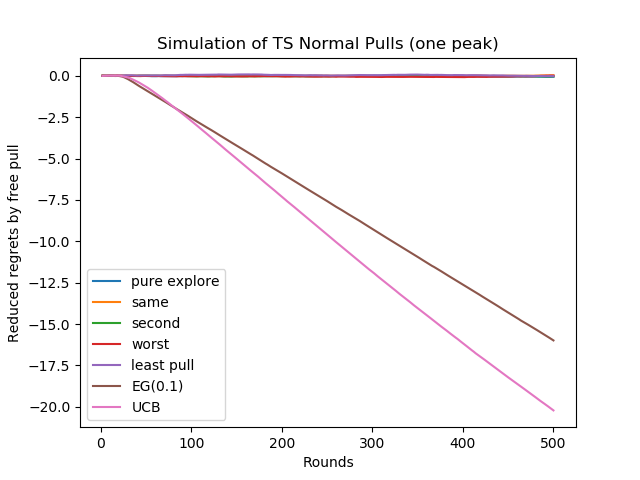 Simulation of TS Normal Pulls (one peak)
Reduced regrets by free pull
0.0
−2.5
−5.0
−7.5
−10.0
−12.5
−15.0
−17.5
−20.0
pure explore
same
second
worst
least pull
EG(0.1)
UCB
0 100 200 300 400 500
Rounds